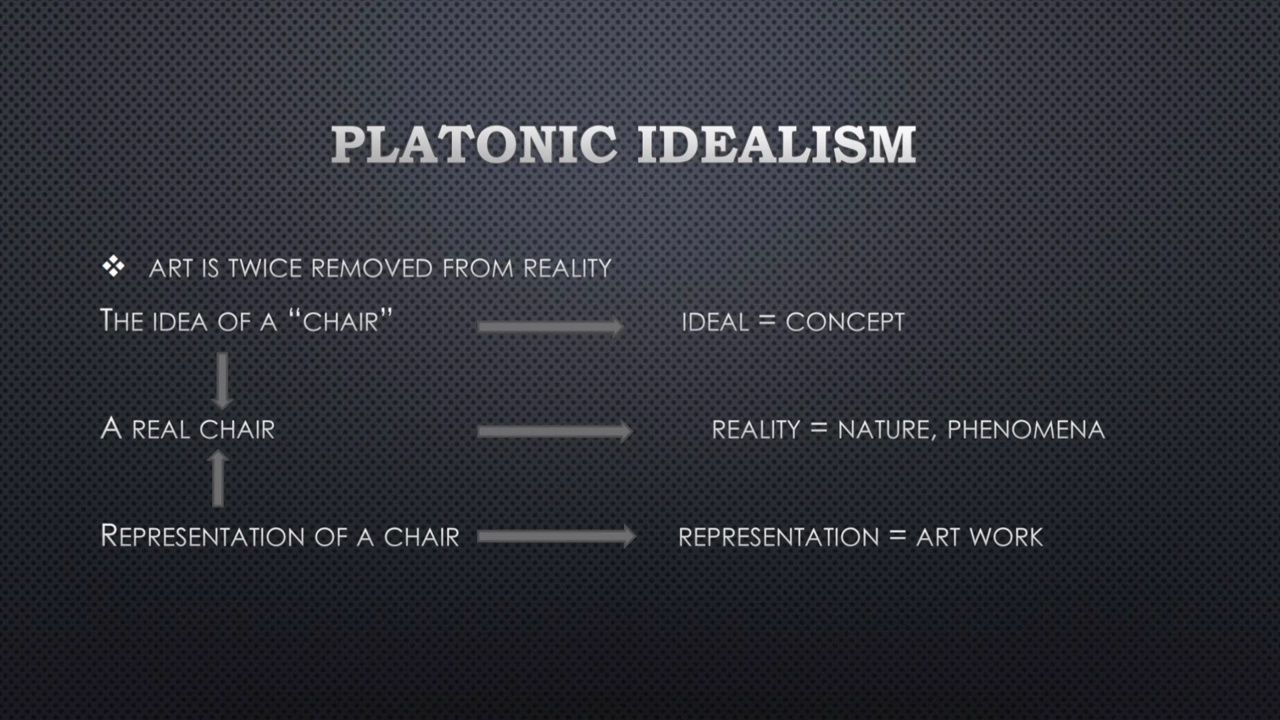 PLATONIC IDEALISM
❖ ART IS TWICE REMOVED FROM REALITY
THE IDEA OF A “CHAIR” IDEAL = CONCEPT
A REAL CHAIR REALITY = NATURE, PHENOMENA
REPRESENTATION OF A CHAIR REPRESENTATION = ART WORK